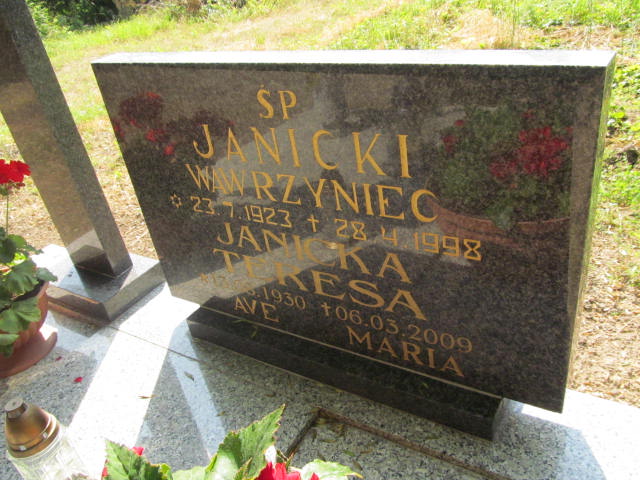 ŚP
JANICKI
WAWRZYNIEC
* 23.7.1923 + 28.4.1998
JANICKA
TERESA
1930 +06.03.2009
AVE MARIA